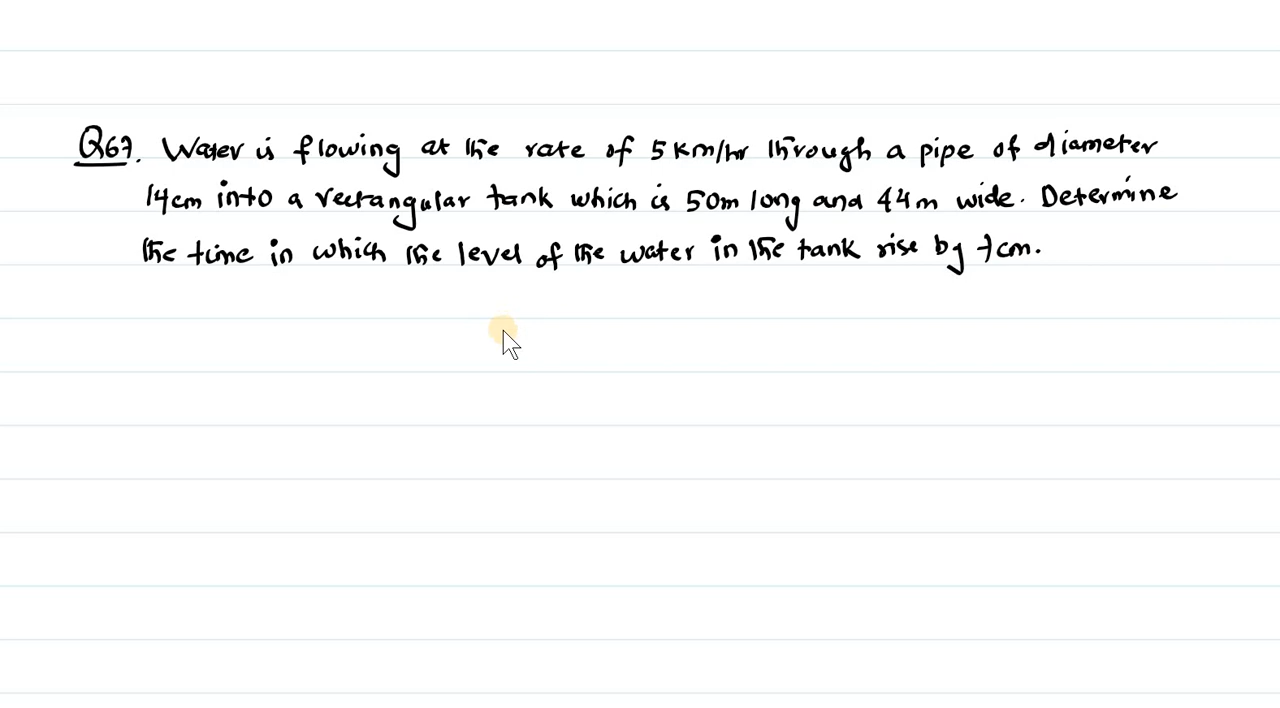 Q67. Water is flowing at the rate of 5 km/hr through a pipe of diameter
14cm into a rectangular tank which is 50m long and 44m wide. Determine
the time in which the level of the water in the tank rise by 7cm.